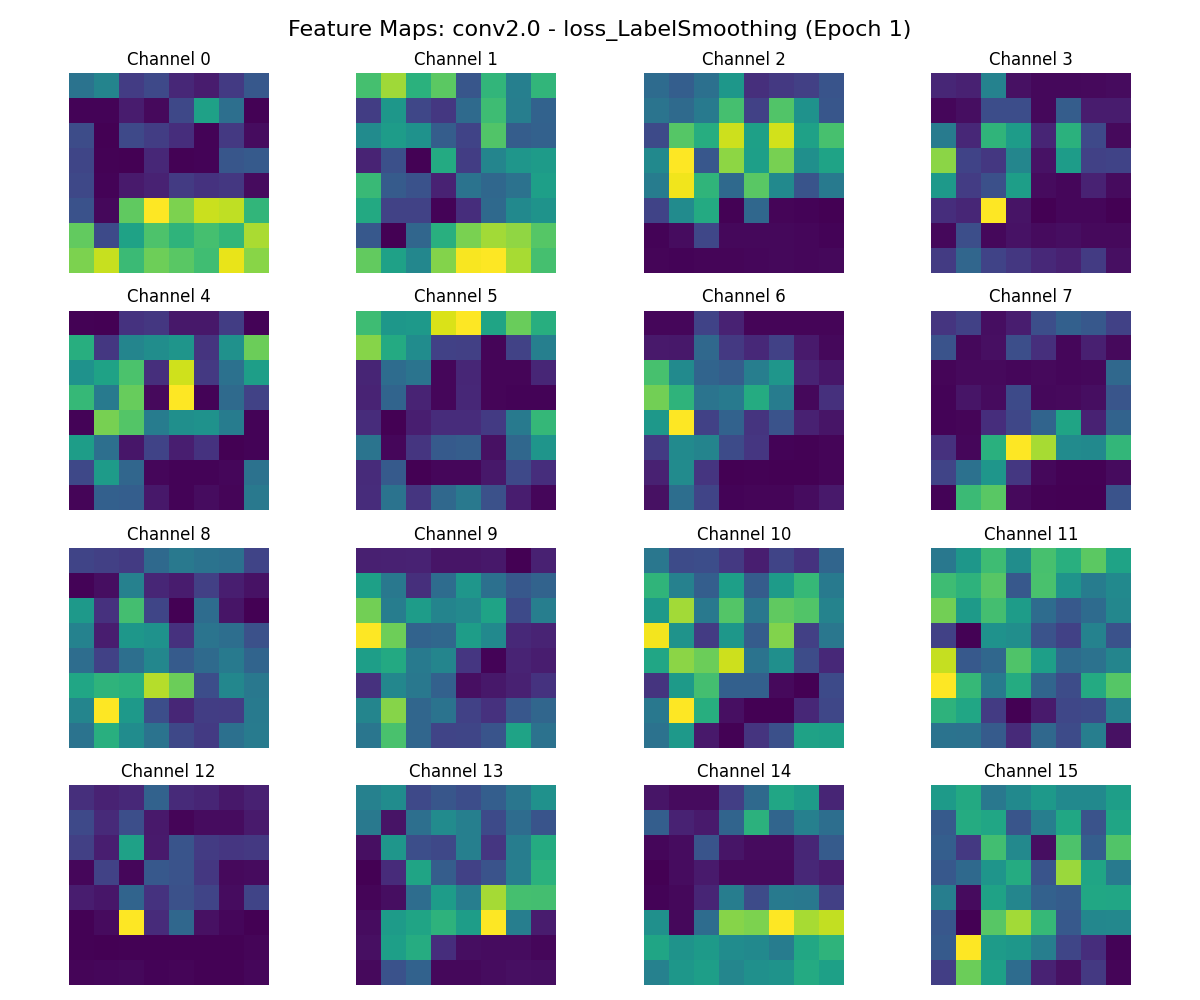 Feature Maps: conv2.0 - loss_LabelSmoothing (Epoch 1)
Channel 0
Channel 1
Channel 2
Channel 3
Channel 4
Channel 5
Channel 6
Channel 7
Channel 8
Channel 9
Channel 10
Channel 11
Channel 12
Channel 13
Channel 14
Channel 15